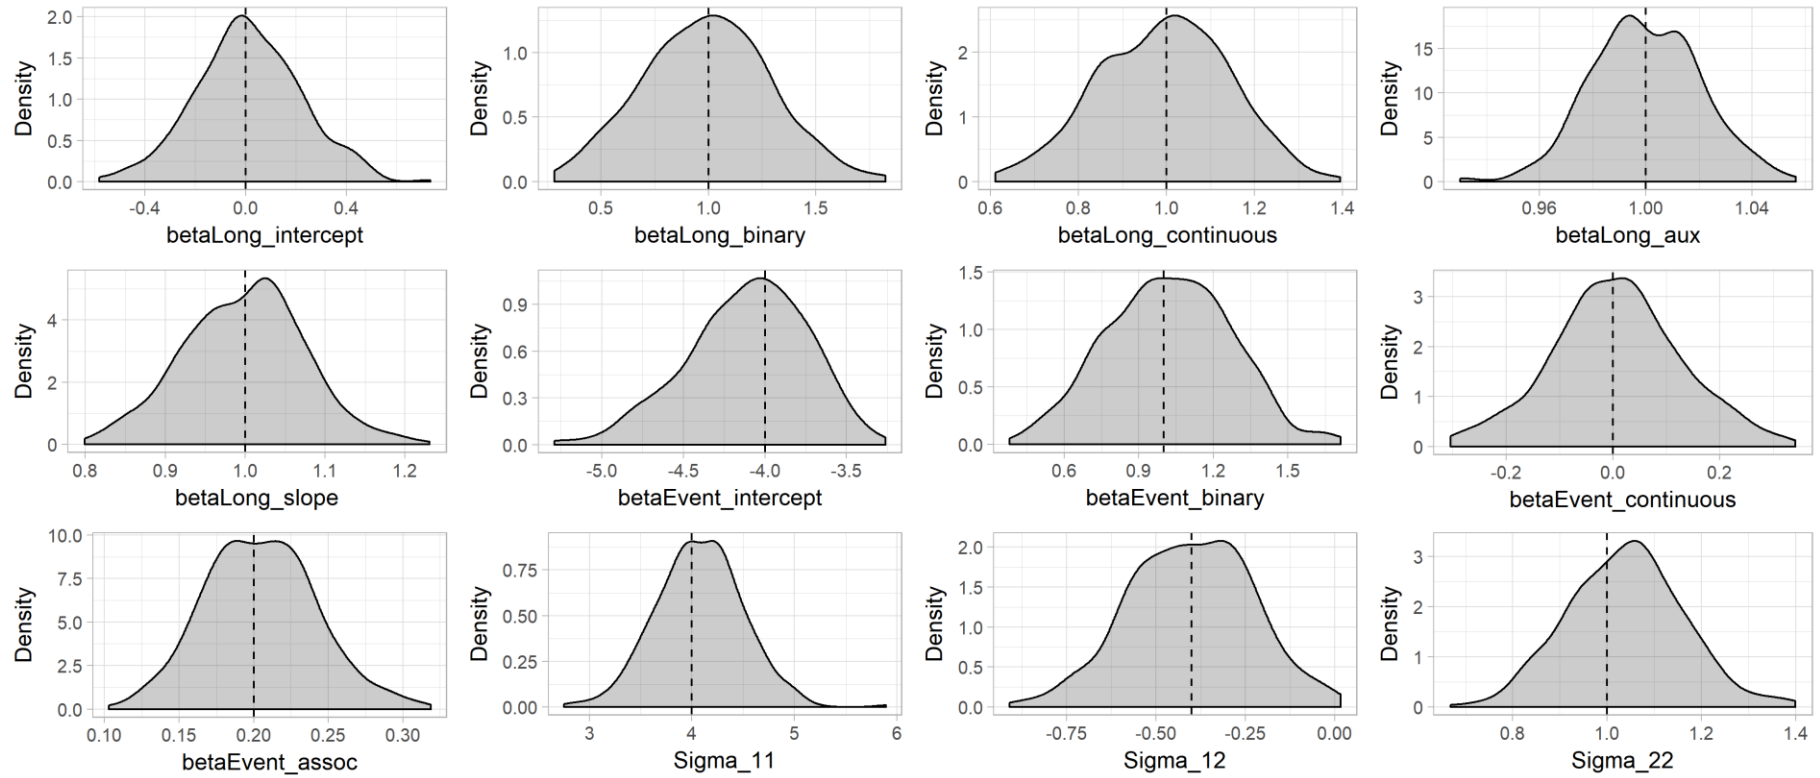 Density
2.0
1.5
1.0
0.5
0.0
-0.4 0.0 0.4
betaLong_intercept
Density
1.0
0.5
0.0
0.5 1.0 1.5
betaLong_binary
Density
2
1
0
0.6 0.8 1.0 1.2 1.4
betaLong_continuous
Density
15
10
5
0
0.96 1.00 1.04
betaLong_aux
Density
4
2
0
0.8 0.9 1.0 1.1 1.2
betaLong_slope
Density
0.9
0.6
0.3
0.0
-5.0 -4.5 -4.0 -3.5
betaEvent_intercept
Density
1.5
1.0
0.5
0.0
0.6 0.9 1.2 1.5
betaEvent_binary
Density
3
2
1
0
-0.2 0.0 0.2
betaEvent_continuous
Density
10.0
7.5
5.0
2.5
0.0
0.10 0.15 0.20 0.25 0.30
betaEvent_assoc
Density
0.75
0.50
0.25
0.00
3 4 5 6
Sigma_11
Density
2.0
1.5
1.0
0.5
0.0
-0.75 -0.50 -0.25 0.00
Sigma_12
Density
3
2
1
0
0.8 1.0 1.2 1.4
Sigma_22